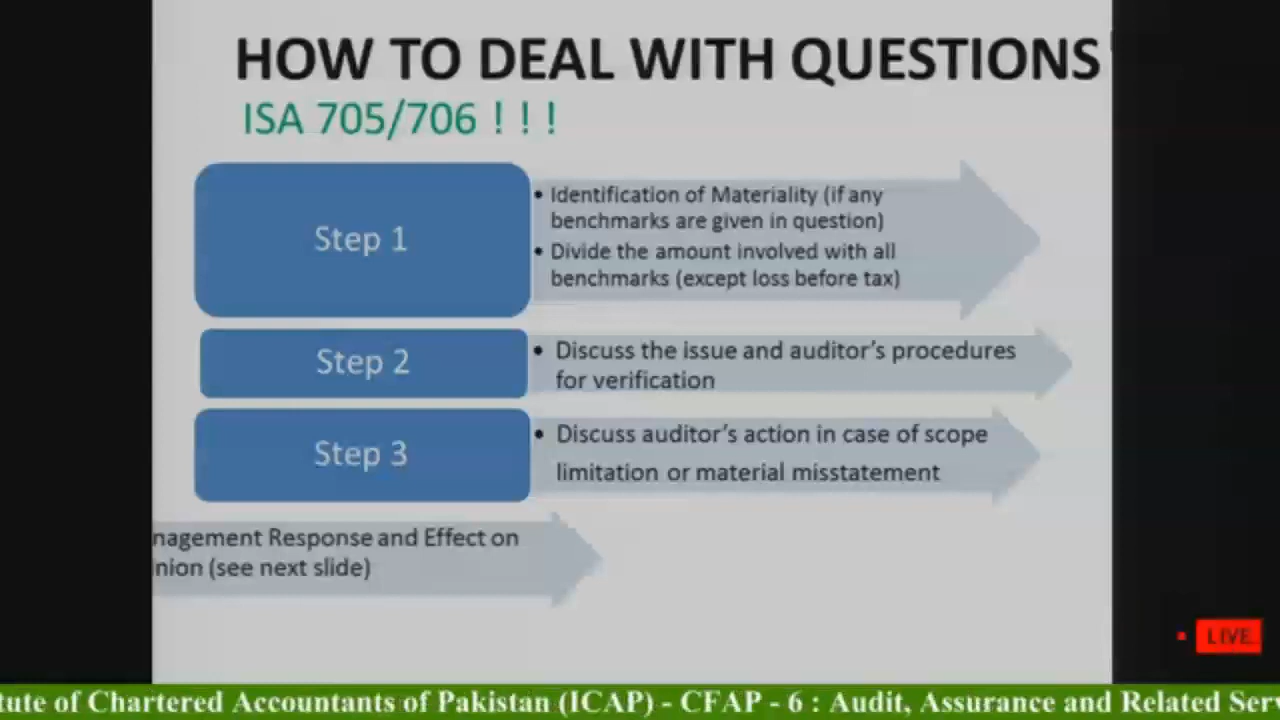 HOW TO DEAL WITH QUESTIONS
ISA 705/706 ! ! !
Step 1
• Identification of Materiality (if any
benchmarks are given in question)
• Divide the amount involved with all
benchmarks (except loss before tax)
Step 2
• Discuss the issue and auditor's procedures
for verification
Step 3
• Discuss auditor's action in case of scope
limitation or material misstatement
nagement Response and Effect on
nion (see next slide)
LIVE
tute of Chartered Accountants of Pakistan (ICAP) - CFAP - 6 : Audit, Assurance and Related Serv